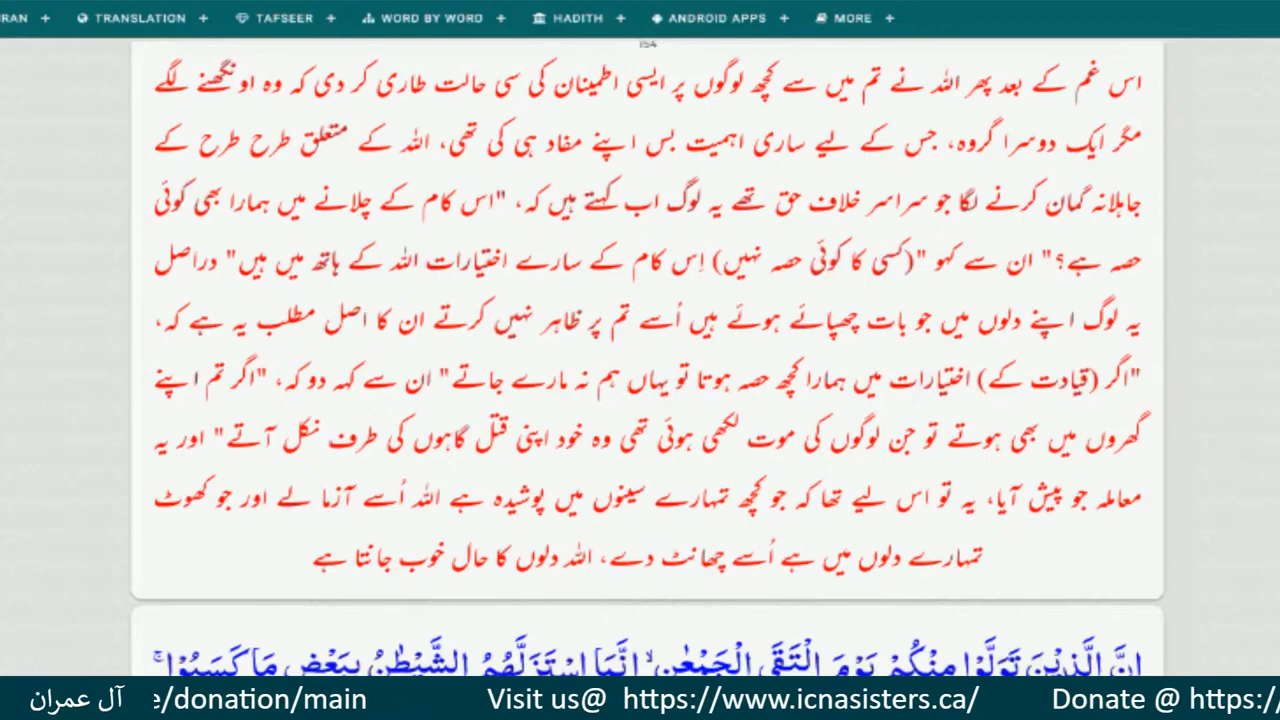 RAN + TRANSLATION + TAFSEER + WORD BY WORD + HADITH + ANDROID APPS + MORE +
154
اس غم کے بعد پھر اللہ نے تم میں سے کچھ لوگوں پر ایسی اطمینان کی سی حالت طاری کر دی کہ وہ اونگھنے لگے
مگر ایک دوسرا گروہ، جس کے لیے ساری اہمیت بس اپنے مفاد ہی کی تھی، اللہ کے متعلق طرح طرح کے
جاہلانہ گمان کرنے لگا جو سراسر خلاف حق تھے یہ لوگ اب کہتے ہیں کہ، "اس کام کے چلانے میں ہمارا بھی کوئی
حصہ ہے؟" ان سے کہو "(کسی کا کوئی حصہ نہیں) اِس کام کے سارے اختیارات اللہ کے ہاتھ میں ہیں" دراصل
یہ لوگ اپنے دلوں میں جو بات چھپائے ہوئے ہیں اُسے تم پر ظاہر نہیں کرتے ان کا اصل مطلب یہ ہے کہ،
"اگر (قیادت کے) اختیارات میں ہمارا کچھ حصہ ہوتا تو یہاں ہم نہ مارے جاتے" ان سے کہہ دو کہ، "اگر تم اپنے
گھروں میں بھی ہوتے تو جن لوگوں کی موت لکھی ہوئی تھی وہ خود اپنی قتل گاہوں کی طرف نکل آتے" اور یہ
معاملہ جو پیش آیا، یہ تو اس لیے تھا کہ جو کچھ تمہارے سینوں میں پوشیدہ ہے اللہ اُسے آزما لے اور جو کھوٹ
تمہارے دلوں میں ہے اُسے چھانٹ دے، اللہ دلوں کا حال خوب جانتا ہے
اِنَّ الَّذِيْنَ تَوَلَّوْا مِنْكُمْ يَوْمَ الْتَقَى الْجَمْعٰنِ ۙ اِنَّمَا اسْتَزَلَّهُمُ الشَّيْطٰنُ بِبَعْضِ مَا كَسَبُوْا ۚ
آل عمران e/donation/main Visit us@ https://www.icnasisters.ca/ Donate @ https:/